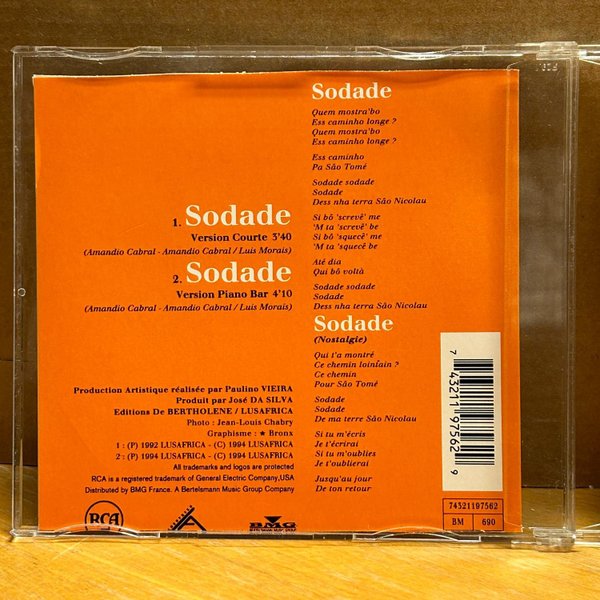 1. Sodade
Version Courte 3'40
(Amandio Cabral - Amandio Cabral / Luis Morais)
2. Sodade
Version Piano Bar 4'10
(Amandio Cabral - Amandio Cabral / Luis Morais)
Production Artistique réalisée par Paulino VIEIRA
Produit par José DA SILVA
Editions De BERTHOLENE / LUSAFRICA
Photo : Jean-Louis Chabry
Graphisme : ★ Bronx
1 : (P) 1992 LUSAFRICA - (C) 1994 LUSAFRICA
2 : (P) 1994 LUSAFRICA - (C) 1994 LUSAFRICA
All trademarks and logos are protected
RCA is a registered trademark of General Electric Company,USA
Distributed by BMG France. A Bertelsmann Music Group Company
RCA
BMG
Sodade
Quem mostra'bo
Ess caminho longe ?
Quem mostra'bo
Ess caminho longe ?
Ess caminho
Pa São Tomé
Sodade sodade
Sodade
Dess nha terra São Nicolau
Si bô 'screvê' me
'M ta 'screvê' be
Si bô 'squecê' me
'M ta 'squecê be
Até dia
Qui bô voltà
Sodade sodade
Sodade
Dess nha terra São Nicolau
Sodade
(Nostalgie)
Qui t'a montré
Ce chemin lointain ?
Ce chemin
Pour São Tomé
Sodade
Sodade
De ma terre São Nicolau
Si tu m'écris
Je t'écrirai
Si tu m'oublies
Je t'oublierai
Jusqu'au jour
De ton retour
7 43211 97562 9
74321197562
BM 690